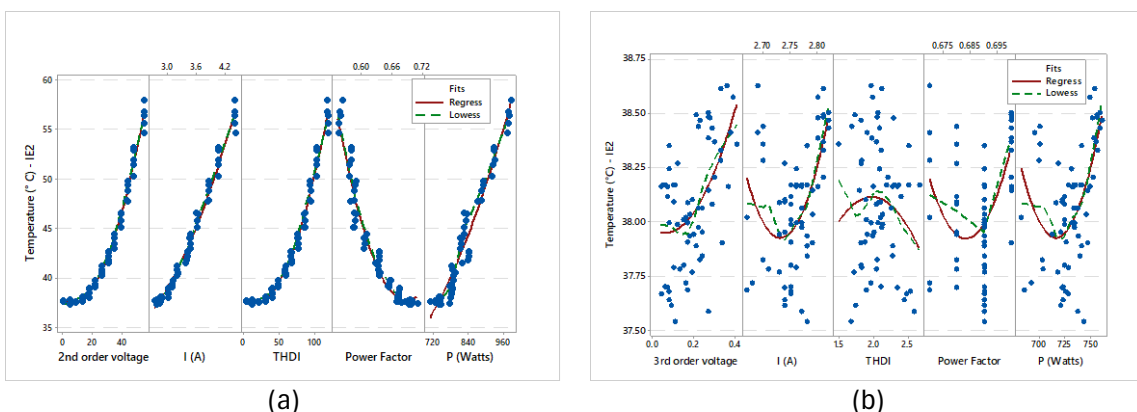 3.0 3.6 4.2 0.60 0.66 0.72
60
55
50
45
40
35
Temperature (° C) - IE2
Fits
Regress
Lowess
0 20 40 0 50 100 720 840 960
2nd order voltage I (A) THDI Power Factor P (Watts)
(a)
2.70 2.75 2.80 0.675 0.685 0.695
38.75
38.50
38.25
38.00
37.75
37.50
Temperature (° C) - IE2
Fits
Regress
Lowess
0.0 0.2 0.4 1.5 2.0 2.5 700 725 750
3rd order voltage I (A) THDI Power Factor P (Watts)
(b)